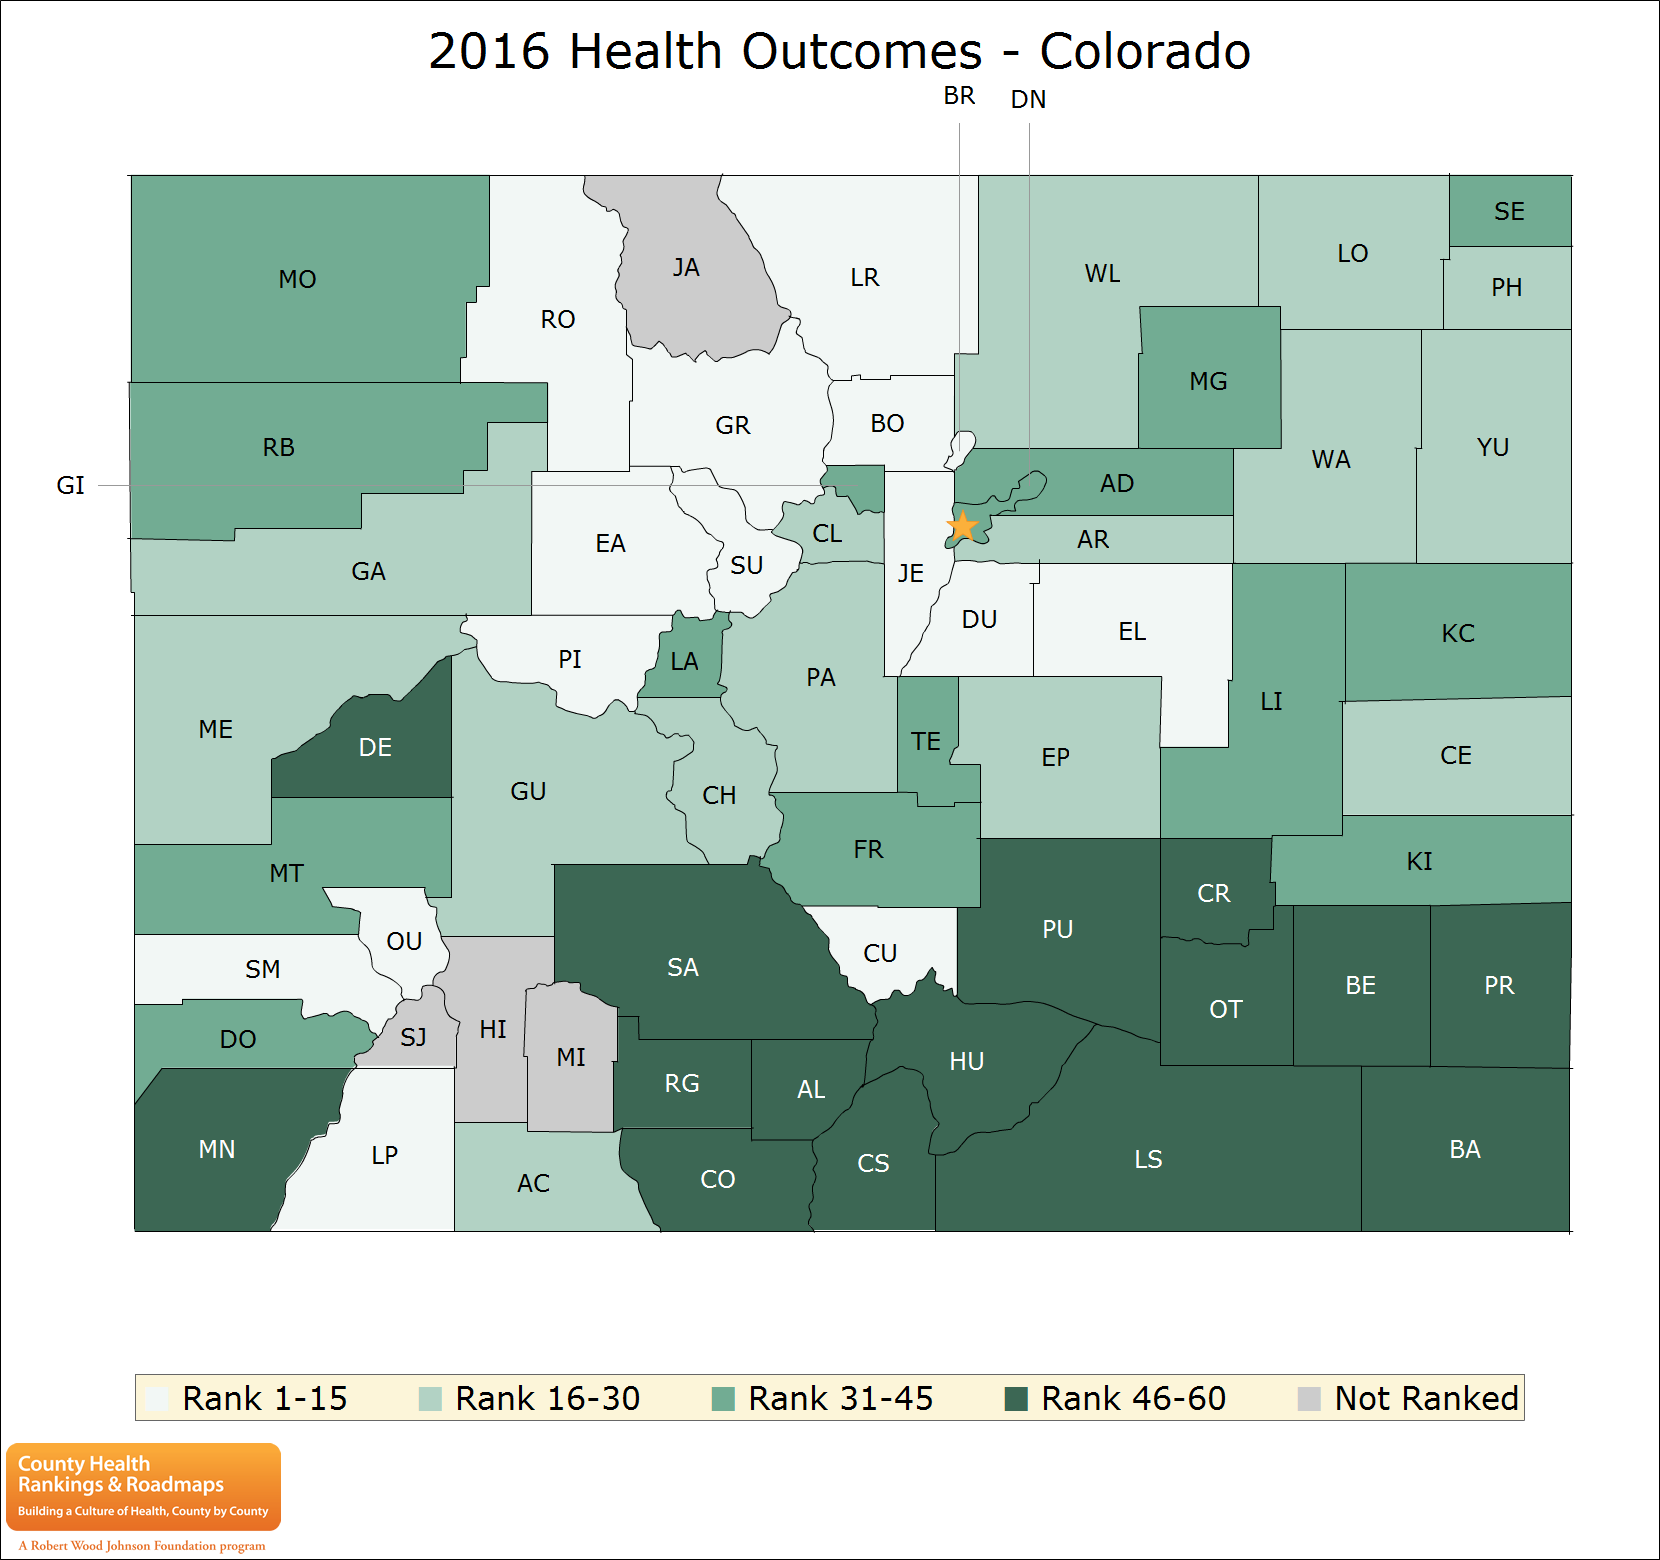 2016 Health Outcomes - Colorado
BR
DN
SE
MO
JA
LR
WL
LO
PH
RO
MG
GR
BO
RB
WA
YU
GI
AD
EA
CL
AR
GA
SU
JE
DU
EL
KC
PI
LA
PA
LI
ME
DE
TE
EP
CE
GU
CH
MT
FR
KI
CR
OU
PU
SM
SA
CU
BE
PR
DO
SJ
HI
OT
MI
RG
AL
HU
MN
LP
AC
CO
CS
LS
BA
Rank 1-15 Rank 16-30 Rank 31-45 Rank 46-60 Not Ranked
County Health
Rankings & Roadmaps
Building a Culture of Health, County by County
A Robert Wood Johnson Foundation program